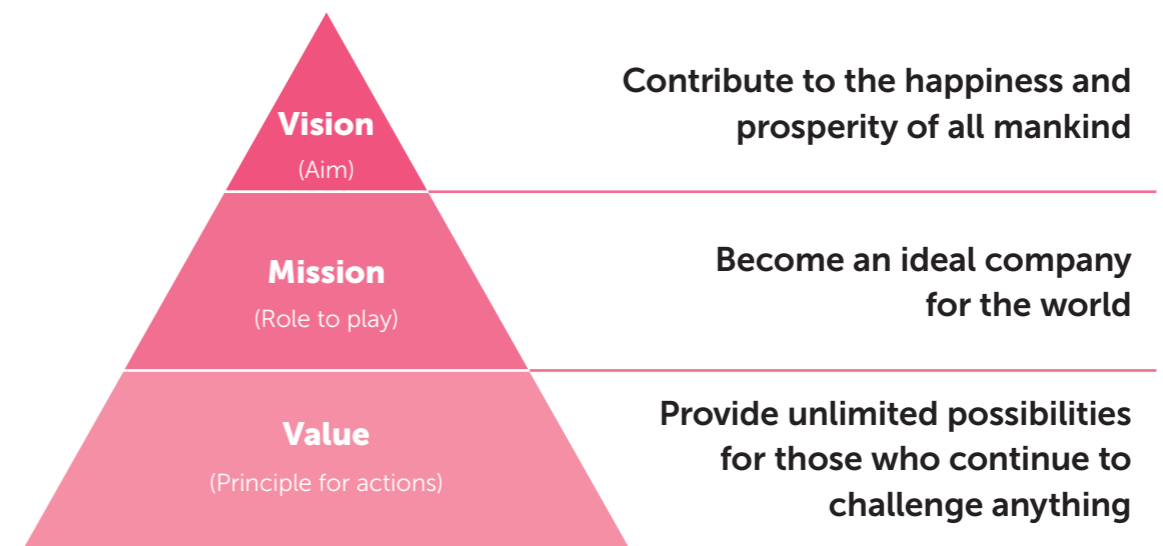 Vision
(Aim)
Contribute to the happiness and
prosperity of all mankind
Mission
(Role to play)
Become an ideal company
for the world
Value
(Principle for actions)
Provide unlimited possibilities
for those who continue to
challenge anything